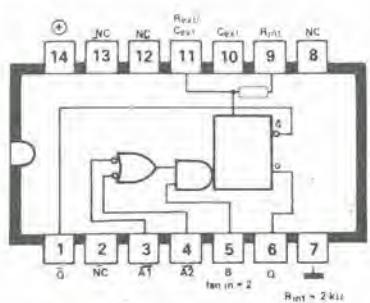 ⊕ NC NC Rext/ Cext Cext Rint NC
14 13 12 11 10 9 8
1 2 3 4 5 6 7
Q̅ NC A̅1̅ A̅2̅ B Q
fan in = 2
Rint = 2 kΩ